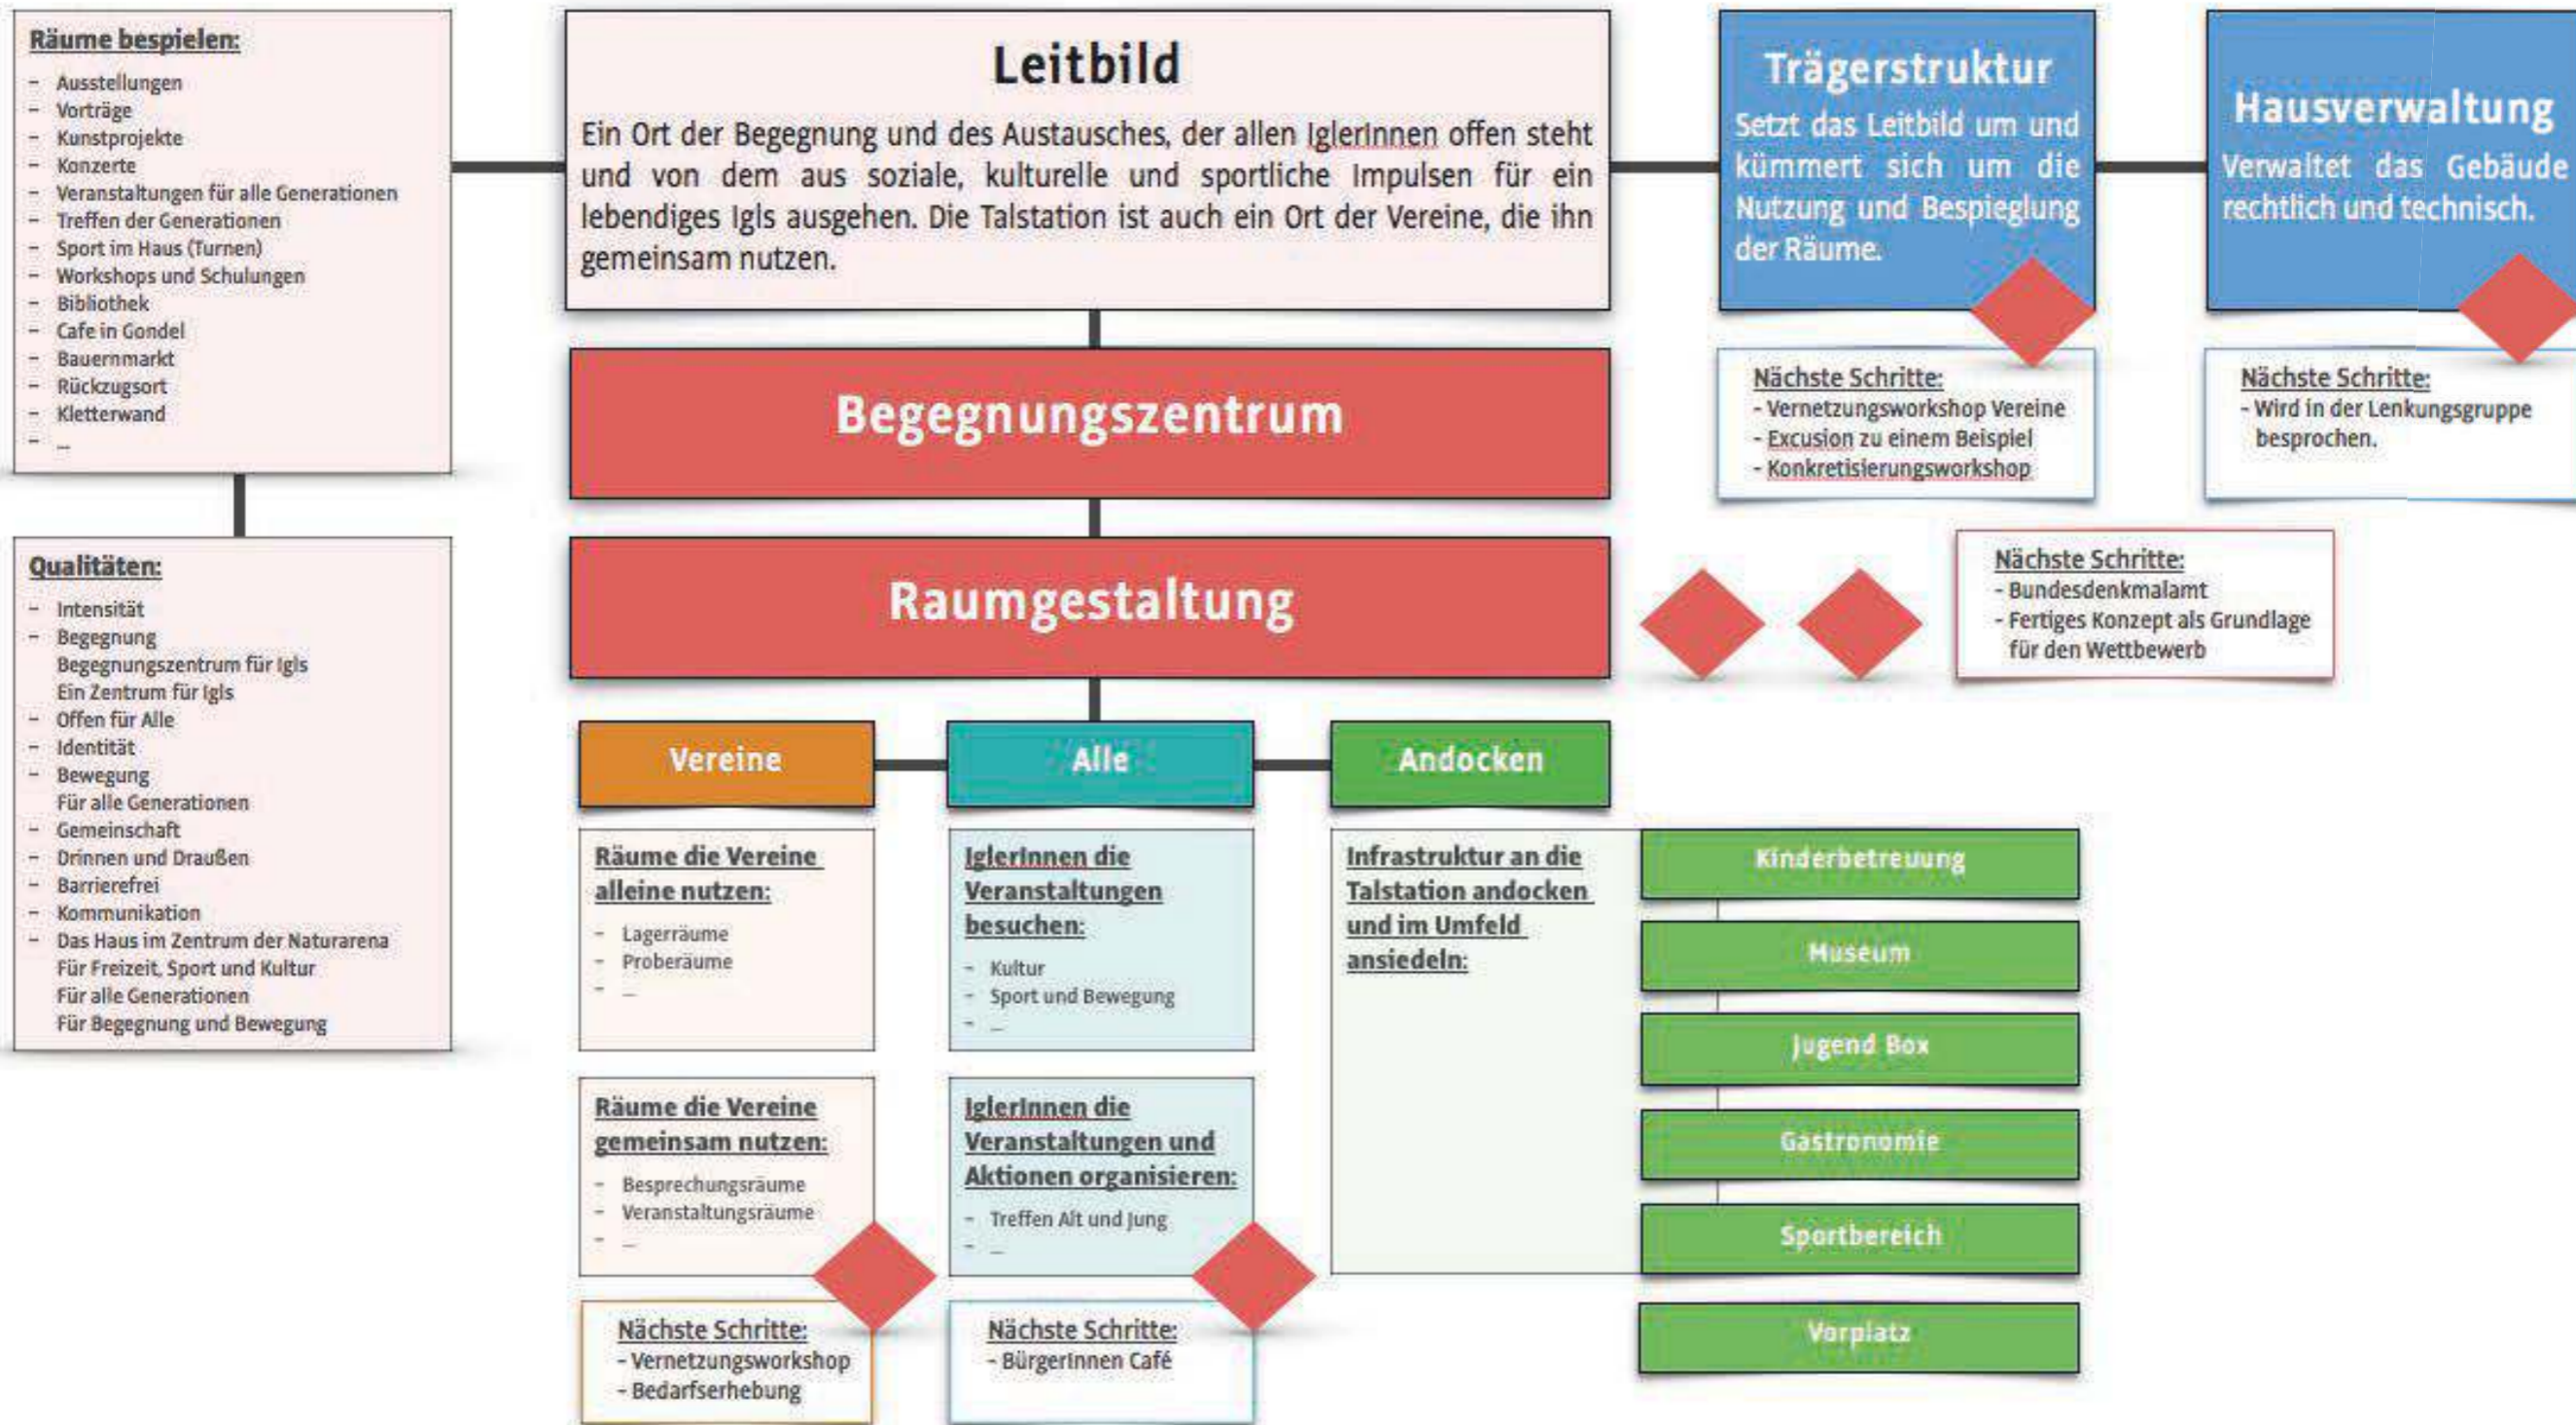 Räume bespielen:
- Ausstellungen
- Vorträge
- Kunstprojekte
- Konzerte
- Veranstaltungen für alle Generationen
- Treffen der Generationen
- Sport im Haus (Turnen)
- Workshops und Schulungen
- Bibliothek
- Cafe in Gondel
- Bauernmarkt
- Rückzugsort
- Kletterwand
- ...
Qualitäten:
- Intensität
- Begegnung
Begegnungszentrum für Igls
Ein Zentrum für Igls
- Offen für Alle
- Identität
- Bewegung
Für alle Generationen
- Gemeinschaft
- Drinnen und Draußen
- Barrierefrei
- Kommunikation
- Das Haus im Zentrum der Naturarena
Für Freizeit, Sport und Kultur
Für alle Generationen
Für Begegnung und Bewegung
Leitbild
Ein Ort der Begegnung und des Austausches, der allen IglerInnen offen steht
und von dem aus soziale, kulturelle und sportliche Impulsen für ein
lebendiges Igls ausgehen. Die Talstation ist auch ein Ort der Vereine, die ihn
gemeinsam nutzen.
Trägerstruktur
Setzt das Leitbild um und
kümmert sich um die
Nutzung und Bespieglung
der Räume.
Nächste Schritte:
- Vernetzungsworkshop Vereine
- Excusion zu einem Beispiel
- Konkretisierungsworkshop
Hausverwaltung
Verwaltet das Gebäude
rechtlich und technisch.
Nächste Schritte:
- Wird in der Lenkungsgruppe
besprochen.
Begegnungszentrum
Raumgestaltung
Nächste Schritte:
- Bundesdenkmalamt
- Fertiges Konzept als Grundlage
für den Wettbewerb
Vereine
Räume die Vereine
alleine nutzen:
- Lagerräume
- Proberäume
- ...
Räume die Vereine
gemeinsam nutzen:
- Besprechungsräume
- Veranstaltungsräume
- ...
Nächste Schritte:
- Vernetzungsworkshop
- Bedarfserhebung
Alle
IglerInnen die
Veranstaltungen
besuchen:
- Kultur
- Sport und Bewegung
- ...
IglerInnen die
Veranstaltungen und
Aktionen organisieren:
- Treffen Alt und Jung
- ...
Nächste Schritte:
- BürgerInnen Café
Andocken
Infrastruktur an die
Talstation andocken
und im Umfeld
ansiedeln:
Kinderbetreuung
Museum
Jugend Box
Gastronomie
Sportbereich
Vorplatz